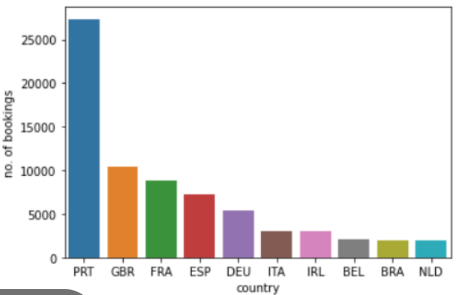 25000
20000
15000
10000
5000
0
no. of bookings
PRT GBR FRA ESP DEU ITA IRL BEL BRA NLD
country